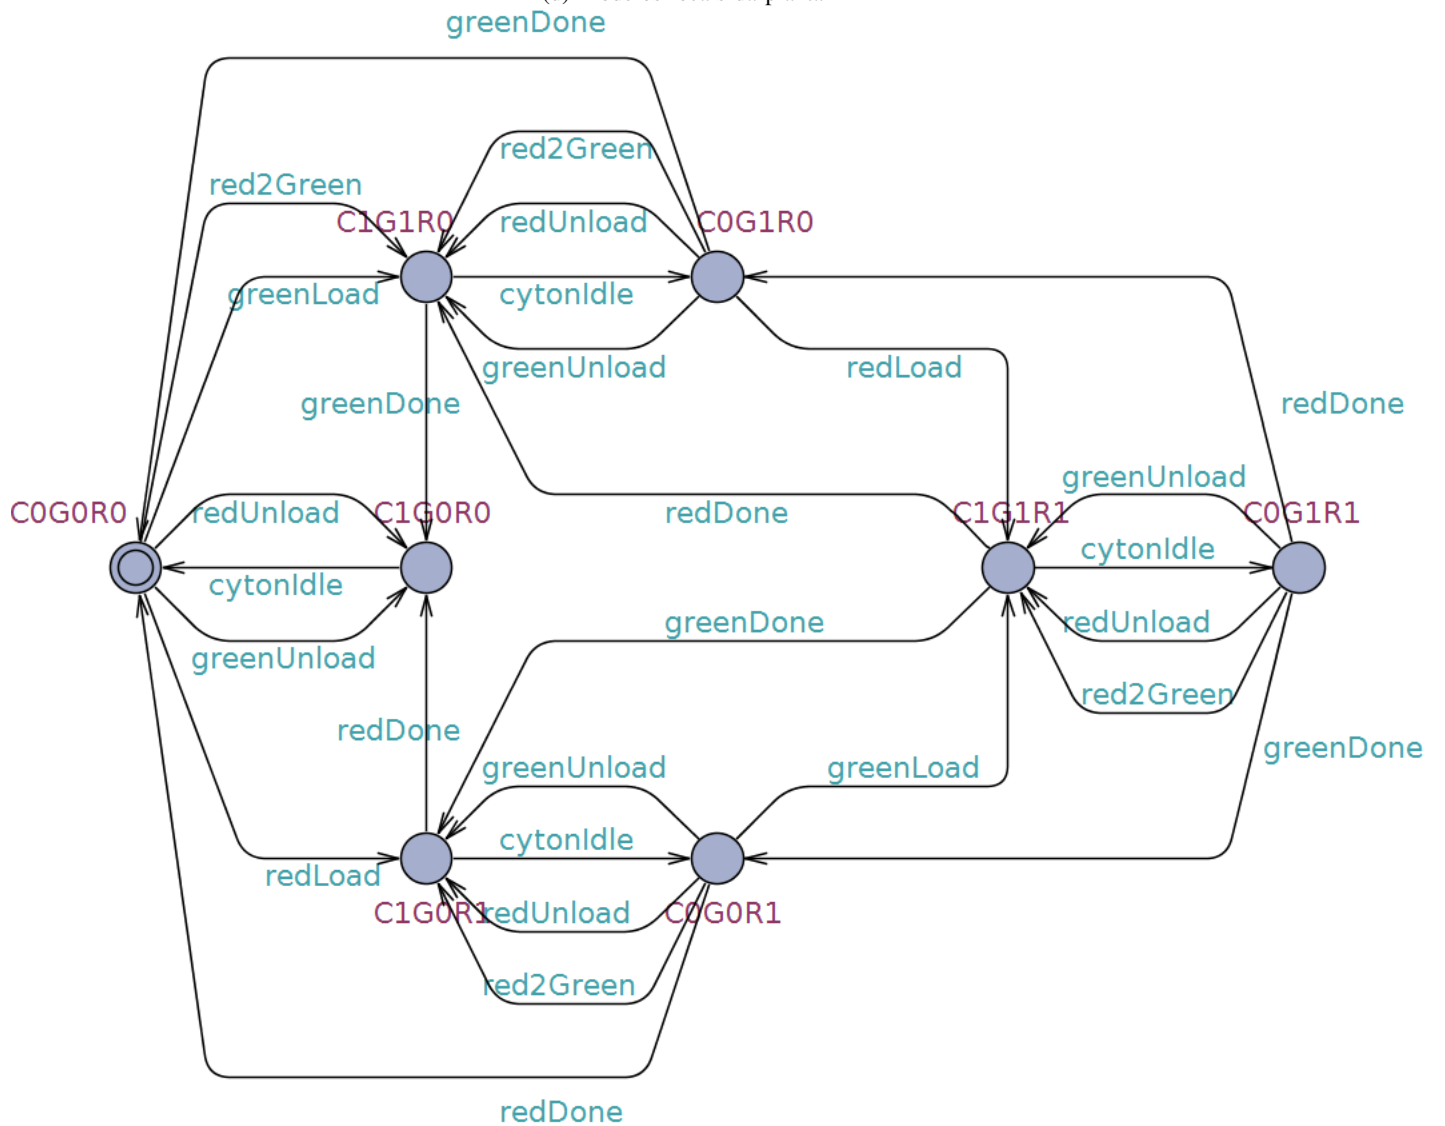 greenDone
red2Green
red2Green
C1G1R0
redUnload
C0G1R0
greenLoad
cytonIdle
greenUnload
redLoad
greenDone
redDone
greenUnload
C0G0R0
redUnload
C1G0R0
redDone
C1G1R1
C0G1R1
cytonIdle
cytonIdle
greenDone
redUnload
greenUnload
red2Green
redDone
greenDone
greenUnload
greenLoad
cytonIdle
redLoad
C1G0R1
redUnload
C0G0R1
red2Green
redDone